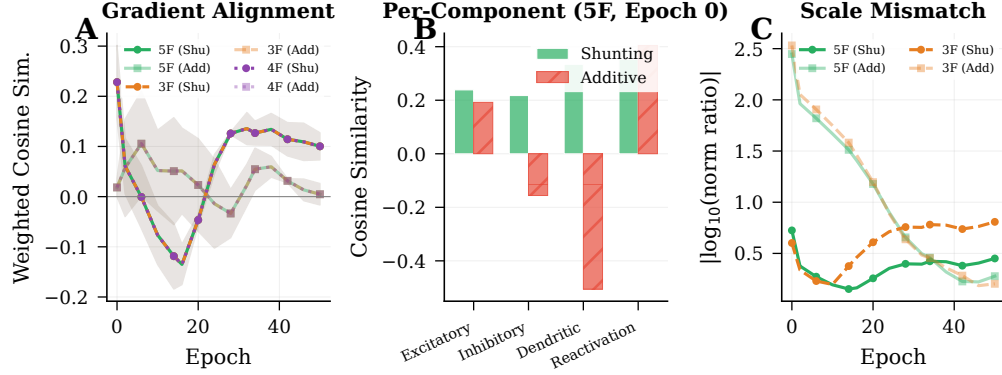 Gradient Alignment
A
Weighted Cosine Sim.
0.3
0.2
0.1
0.0
−0.1
−0.2
5F (Shu)
5F (Add)
3F (Shu)
3F (Add)
4F (Shu)
4F (Add)
0
20
40
Epoch
Per-Component (5F, Epoch 0)
B
Cosine Similarity
0.4
0.2
0.0
−0.2
−0.4
Shunting
Additive
Excitatory
Inhibitory
Dendritic
Reactivation
Scale Mismatch
C
|log₁₀(norm ratio)|
2.5
2.0
1.5
1.0
0.5
5F (Shu)
5F (Add)
3F (Shu)
3F (Add)
0
20
40
Epoch